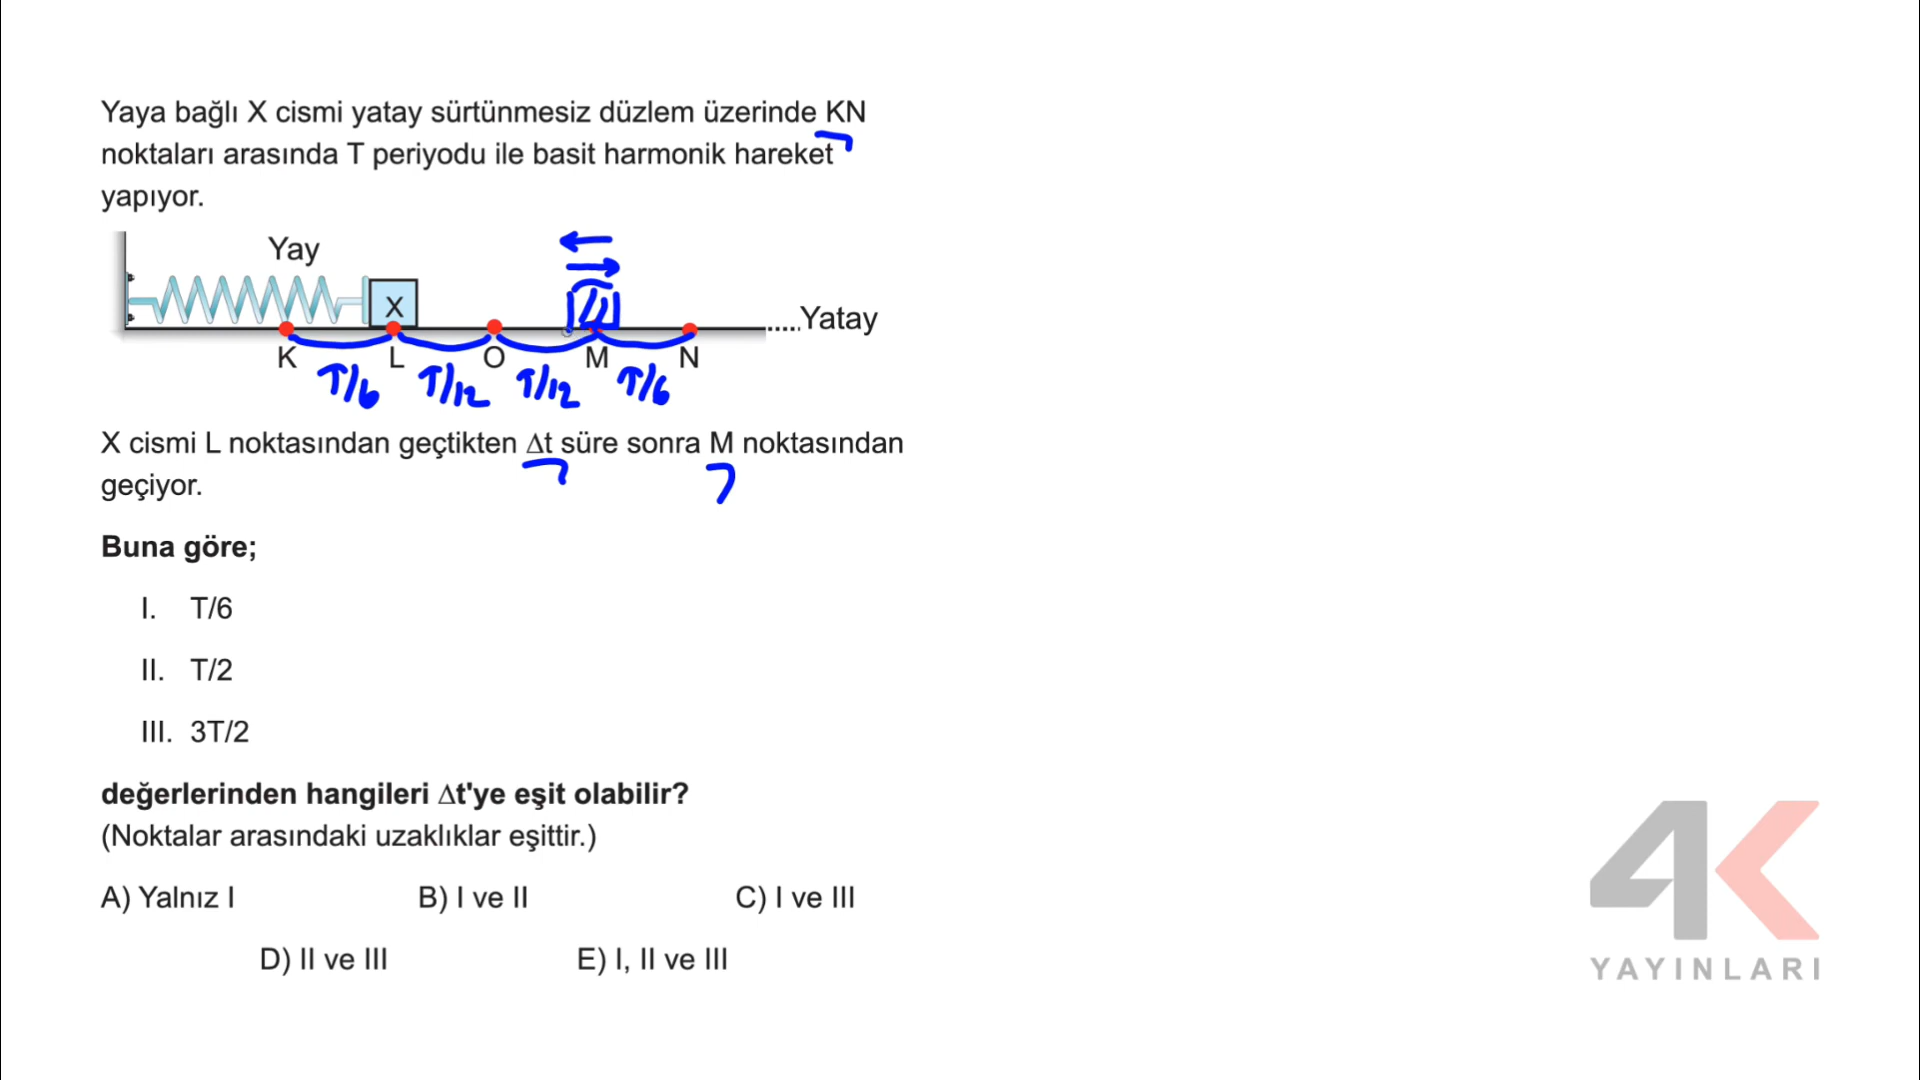 Yaya bağlı X cismi yatay sürtünmesiz düzlem üzerinde KN
noktaları arasında T periyodu ile basit harmonik hareket
yapıyor.
Yay
X
Yatay
K L O M N
T/6 T/12 T/12 T/6
X cismi L noktasından geçtikten Δt süre sonra M noktasından
geçiyor.
Buna göre;
I. T/6
II. T/2
III. 3T/2
değerlerinden hangileri Δt'ye eşit olabilir?
(Noktalar arasındaki uzaklıklar eşittir.)
A) Yalnız I B) I ve II C) I ve III
D) II ve III E) I, II ve III
4K
YAYINLARI